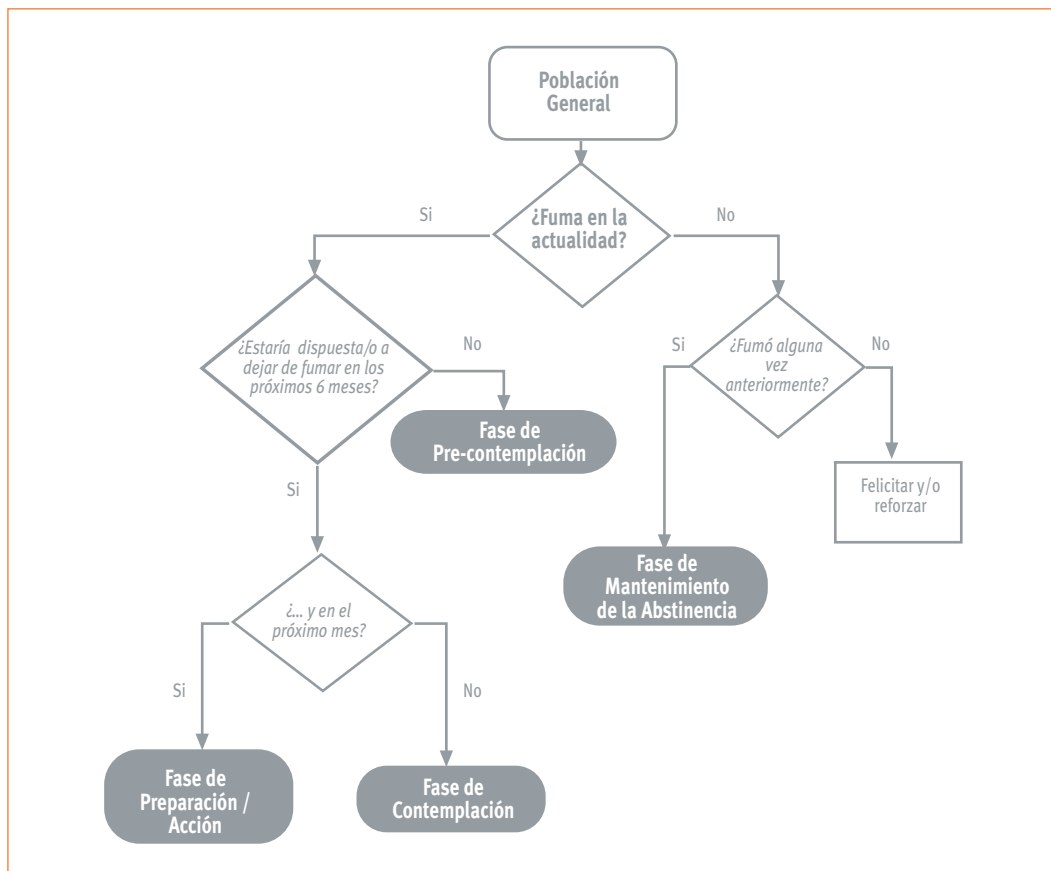 Población
General
¿Fuma en la
actualidad?
Si
No
¿Estaría dispuesta/o a
dejar de fumar en los
próximos 6 meses?
No
Si
¿Fumó alguna
vez
anteriormente?
No
Fase de
Pre-contemplación
Felicitar y/o
reforzar
Si
Fase de
Mantenimiento
de la Abstinencia
¿... y en el
próximo mes?
Si
No
Fase de
Preparación /
Acción
Fase de
Contemplación